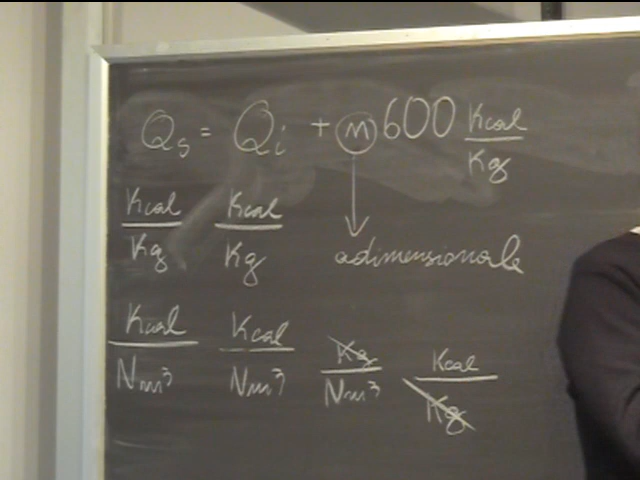 Qs = Qi + m 600 Kcal/Kg
Kcal/Kg Kcal/Kg adimensionale
Kcal/Nm³ Kcal/Nm³ Kg/Nm³ Kcal/Kg